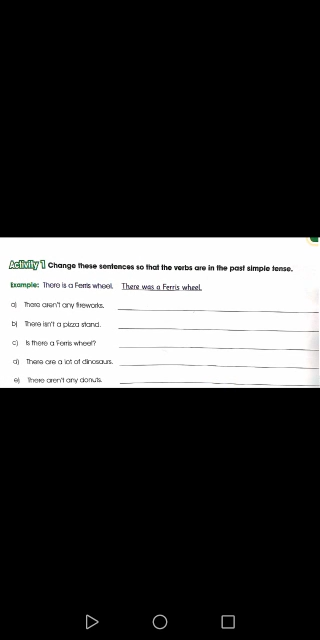 Activity 1 Change these sentences so that the verbs are in the past simple tense.
Example: There is a Ferris wheel. There was a Ferris wheel.
a) There aren't any fireworks.
b) There isn't a pizza stand.
c) Is there a Ferris wheel?
d) There are a lot of dinosaurs.
e) There aren't any donuts.